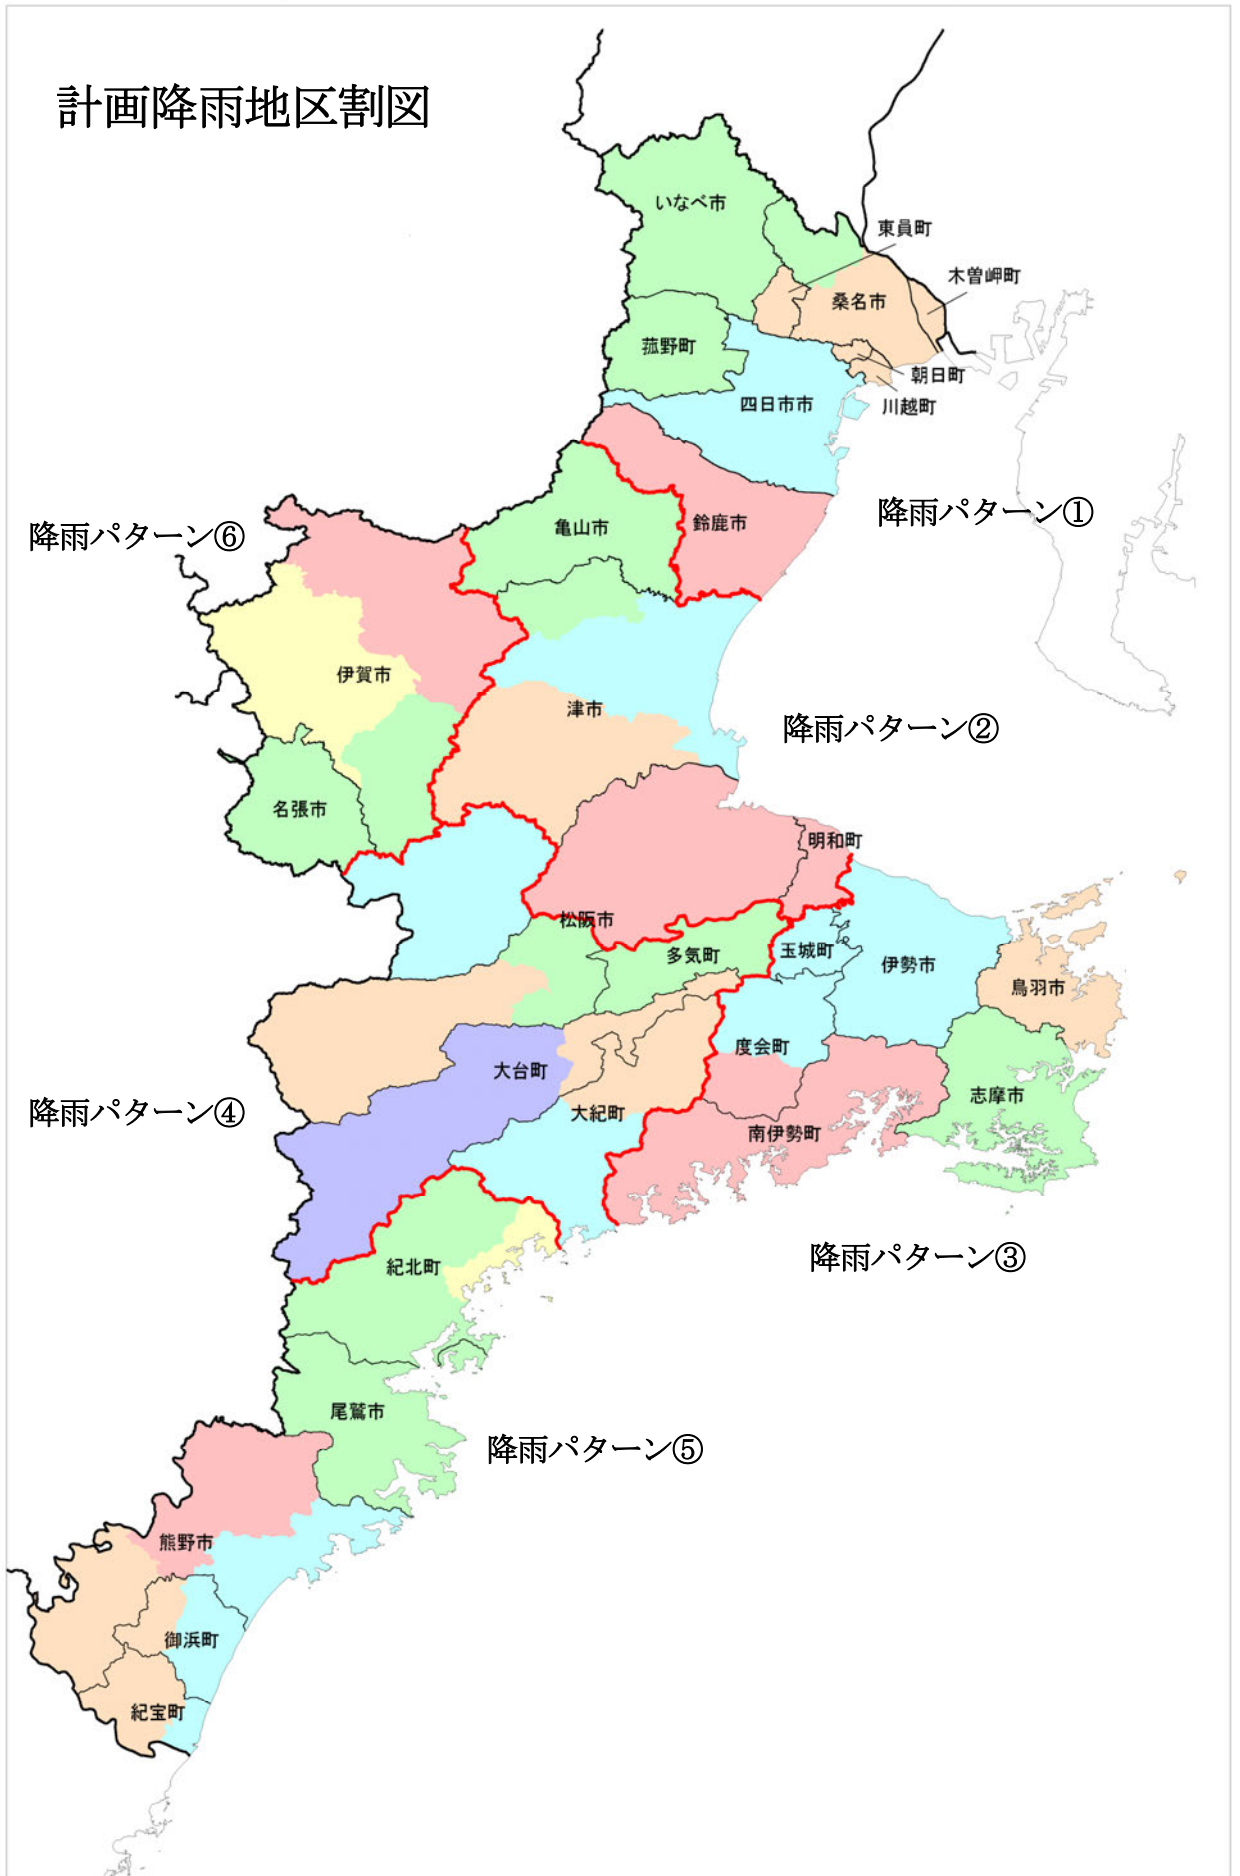 計画降雨地区割図
いなべ市
東員町
木曽岬町
桑名市
菰野町
朝日町
四日市市
川越町
降雨パターン①
鈴鹿市
亀山市
降雨パターン⑥
伊賀市
津市
降雨パターン②
名張市
明和町
松阪市
多気町
玉城町
伊勢市
鳥羽市
度会町
大台町
志摩市
降雨パターン④
大紀町
南伊勢町
降雨パターン③
紀北町
尾鷲市
降雨パターン⑤
熊野市
御浜町
紀宝町